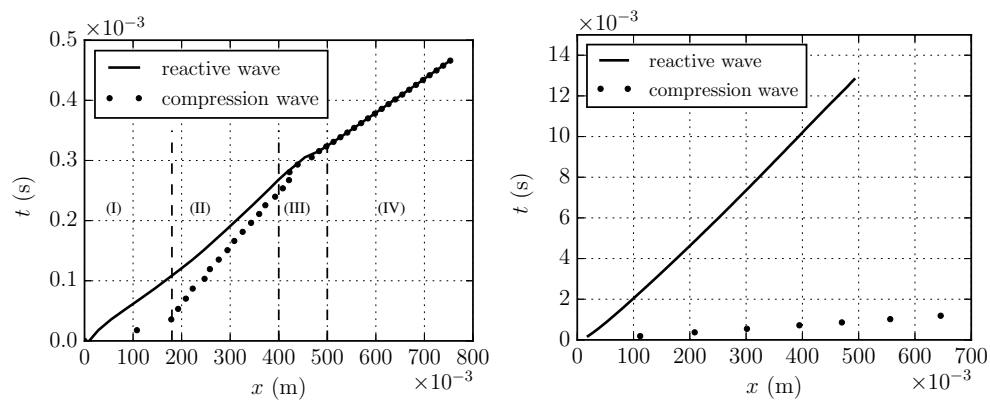 ×10⁻³
0.5
0.4
0.3
0.2
0.1
0.0
t (s)
reactive wave
compression wave
(I)
(II)
(III)
(IV)
0 100 200 300 400 500 600 700 800
×10⁻³
x (m)
×10⁻³
14
12
10
8
6
4
2
0
t (s)
reactive wave
compression wave
0 100 200 300 400 500 600 700
×10⁻³
x (m)